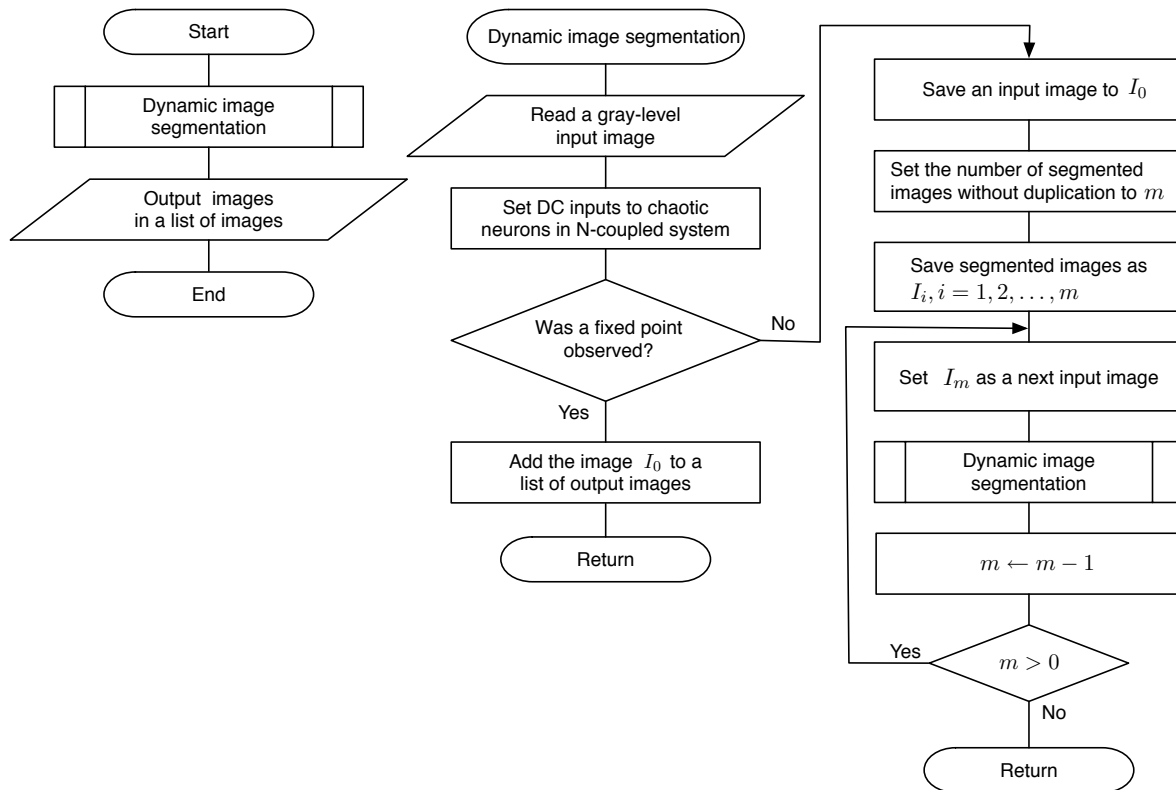 Start
Dynamic image
segmentation
Output images
in a list of images
End
Dynamic image segmentation
Read a gray-level
input image
Set DC inputs to chaotic
neurons in N-coupled system
Was a fixed point
observed?
No
Yes
Add the image I₀ to a
list of output images
Return
Save an input image to I₀
Set the number of segmented
images without duplication to m
Save segmented images as
Iᵢ, i = 1, 2, . . . , m
Set Iₘ as a next input image
Dynamic image
segmentation
m ← m − 1
m > 0
Yes
No
Return